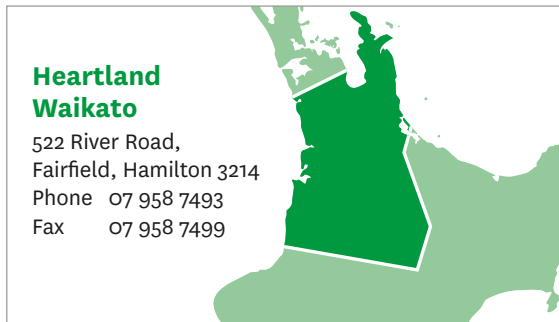 Heartland
Waikato
522 River Road,
Fairfield, Hamilton 3214
Phone 07 958 7493
Fax 07 958 7499